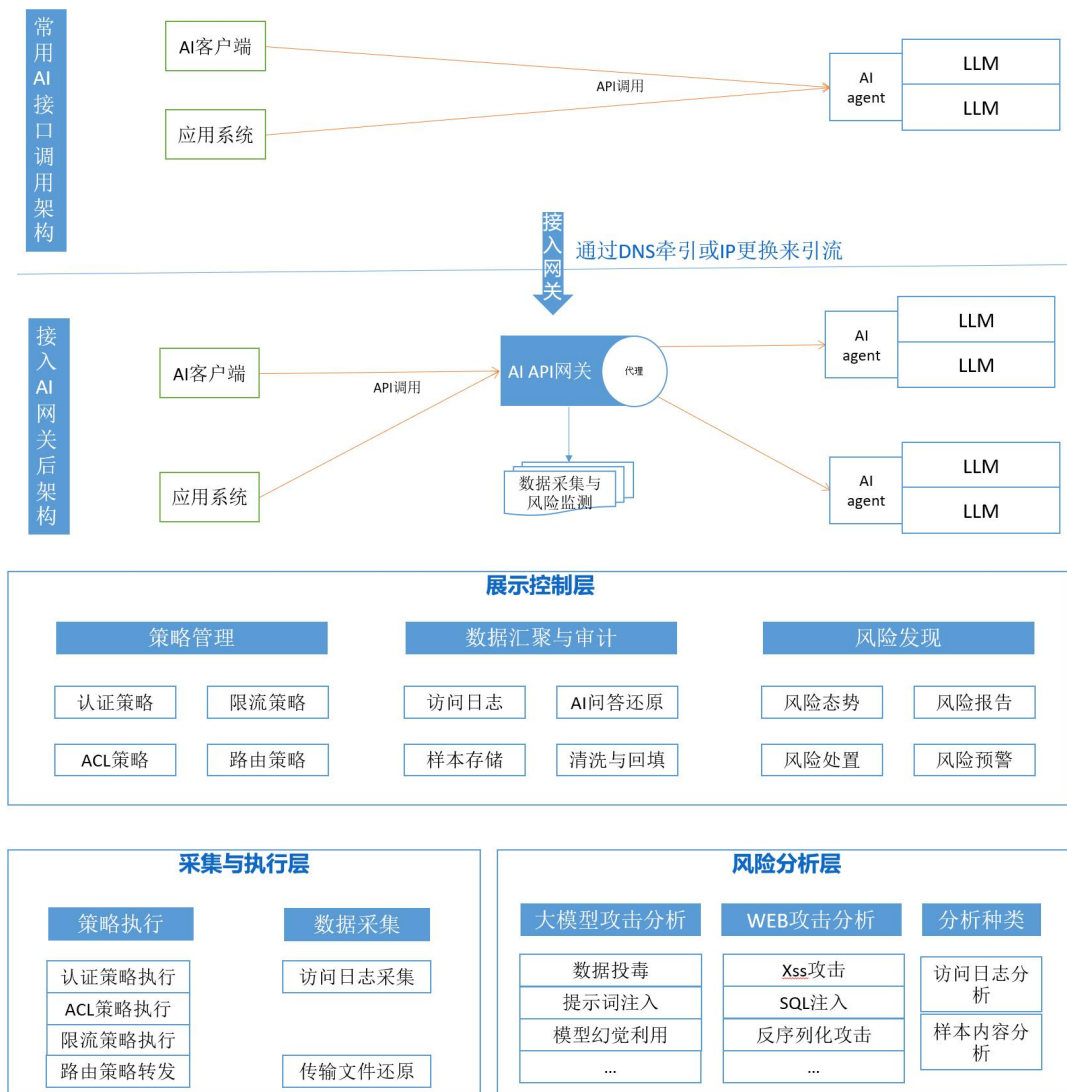 常用AI接口调用架构
AI客户端
应用系统
API调用
AI
agent
LLM
LLM
接入网关
通过DNS牵引或IP更换来引流
接入AI网关后架构
AI客户端
应用系统
API调用
AI API网关
代理
数据采集与
风险监测
AI
agent
LLM
LLM
AI
agent
LLM
LLM
展示控制层
策略管理
认证策略
限流策略
ACL策略
路由策略
数据汇聚与审计
访问日志
AI问答还原
样本存储
清洗与回填
风险发现
风险态势
风险报告
风险处置
风险预警
采集与执行层
策略执行
认证策略执行
ACL策略执行
限流策略执行
路由策略转发
数据采集
访问日志采集
传输文件还原
风险分析层
大模型攻击分析
数据投毒
提示词注入
模型幻觉利用
...
WEB攻击分析
Xss攻击
SQL注入
反序列化攻击
...
分析种类
访问日志分
析
样本内容分
析